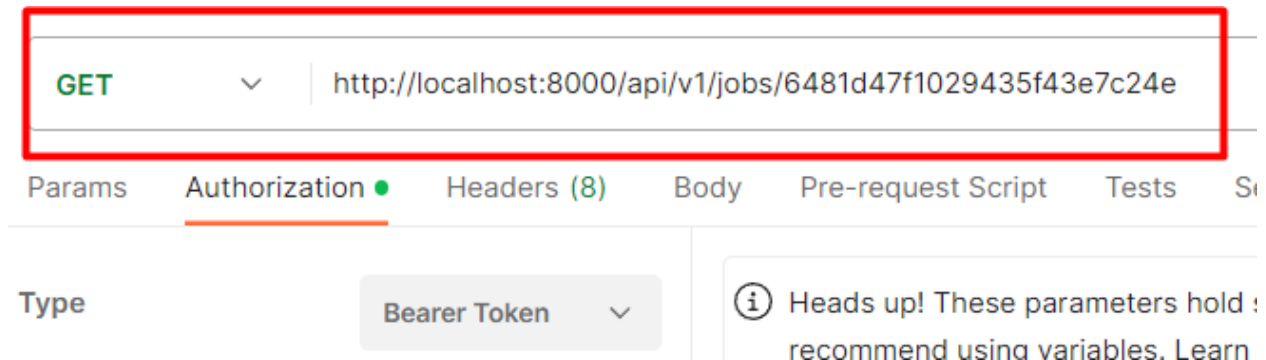 GET http://localhost:8000/api/v1/jobs/6481d47f1029435f43e7c24e
Params Authorization Headers (8) Body Pre-request Script Tests
Type Bearer Token Heads up! These parameters hold
recommend using variables. Learn